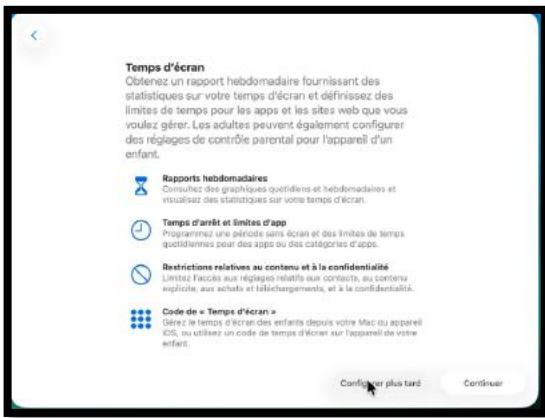 Temps d'écran
Obtenez un rapport hebdomadaire fournissant des
statistiques sur votre temps d'écran et définissez des
limites de temps pour les apps et les sites web que vous
voulez gérer. Les adultes peuvent également configurer
des réglages de contrôle parental pour l'appareil d'un
enfant.
Rapports hebdomadaires
Consultez des graphiques quotidiens et hebdomadaires et
visualisez des statistiques sur votre temps d'écran.
Temps d'arrêt et limites d'app
Programmez une période sans écran et des limites de temps
quotidiennes pour des apps ou des catégories d'apps.
Restrictions relatives au contenu et à la confidentialité
Limitez l'accès aux réglages relatifs aux contacts, au contenu
explicite, aux achats et téléchargements, et à la confidentialité.
Code de « Temps d'écran »
Gérez le temps d'écran des enfants depuis votre Mac ou appareil
iOS, ou utilisez un code de temps d'écran sur l'appareil de votre
enfant.
Configurer plus tard
Continuer